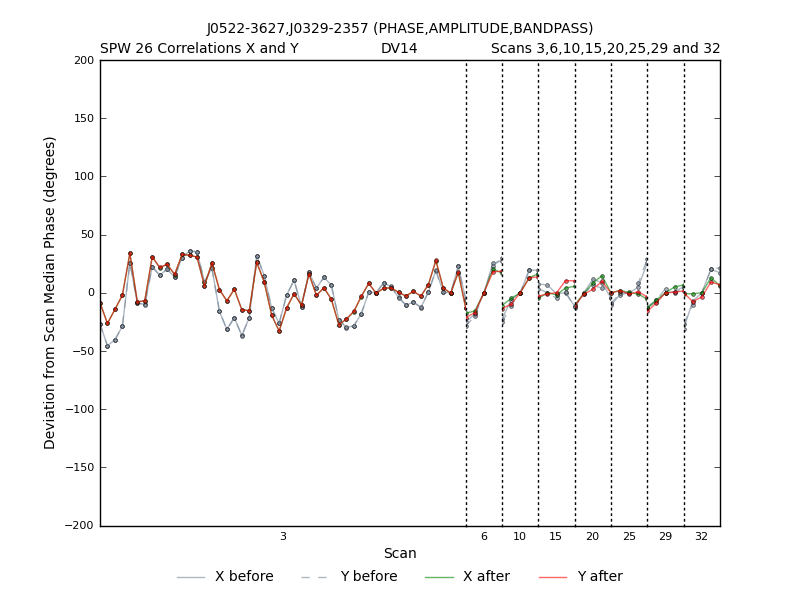 J0522-3627,J0329-2357 (PHASE,AMPLITUDE,BANDPASS)
SPW 26 Correlations X and Y DV14 Scans 3,6,10,15,20,25,29 and 32
200
150
100
50
0
−50
−100
−150
−200
Deviation from Scan Median Phase (degrees)
3 6 10 15 20 25 29 32
Scan
X before Y before X after Y after